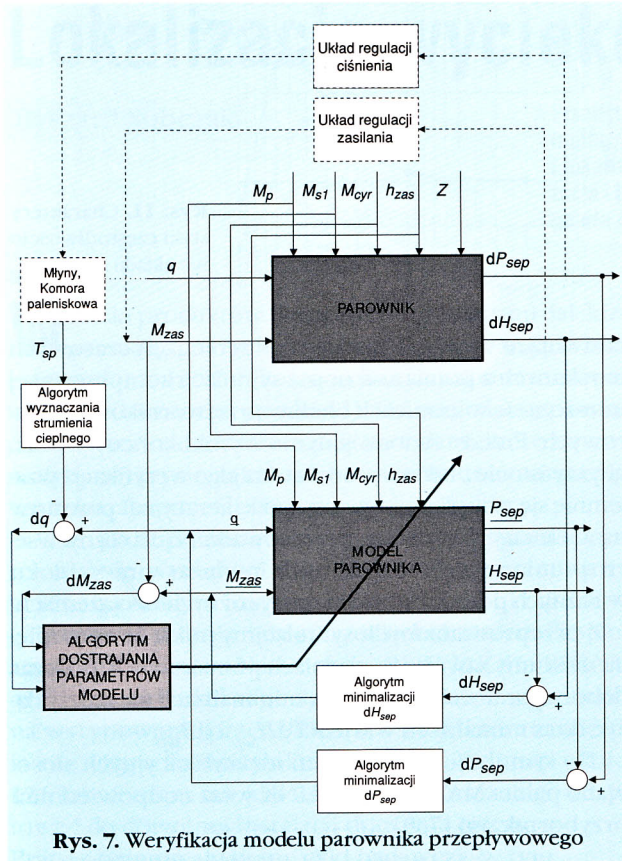 Układ regulacji
ciśnienia
Układ regulacji
zasilania
Mp Ms1 Mcyr hzas Z
Młyny,
Komora
paleniskowa
q
dPsep
PAROWNIK
Mzas
dHsep
Tsp
Algorytm
wyznaczania
strumienia
cieplnego
Mp Ms1 Mcyr hzas
-
dq
+
q
Psep
MODEL
PAROWNIKA
dMzas
-
+
Mzas
Hsep
ALGORYTM
DOSTRAJANIA
PARAMETRÓW
MODELU
Algorytm
minimalizacji
dHsep
dHsep
-
+
Algorytm
minimalizacji
dPsep
dPsep
-
+
Rys. 7. Weryfikacja modelu parownika przepływowego